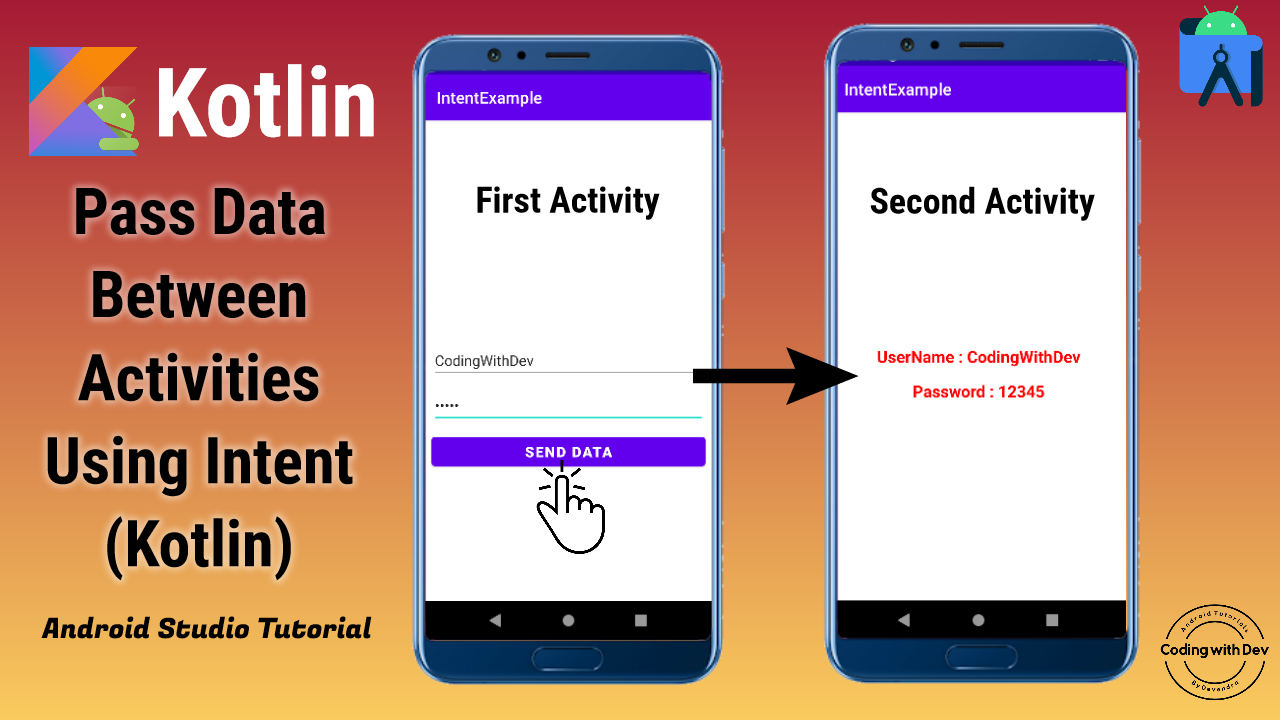 Kotlin
Pass Data
Between
Activities
Using Intent
(Kotlin)
Android Studio Tutorial
IntentExample
First Activity
CodingWithDev
•••••
SEND DATA
IntentExample
Second Activity
UserName : CodingWithDev
Password : 12345
Android Tutorials
Coding with Dev
By Devendra